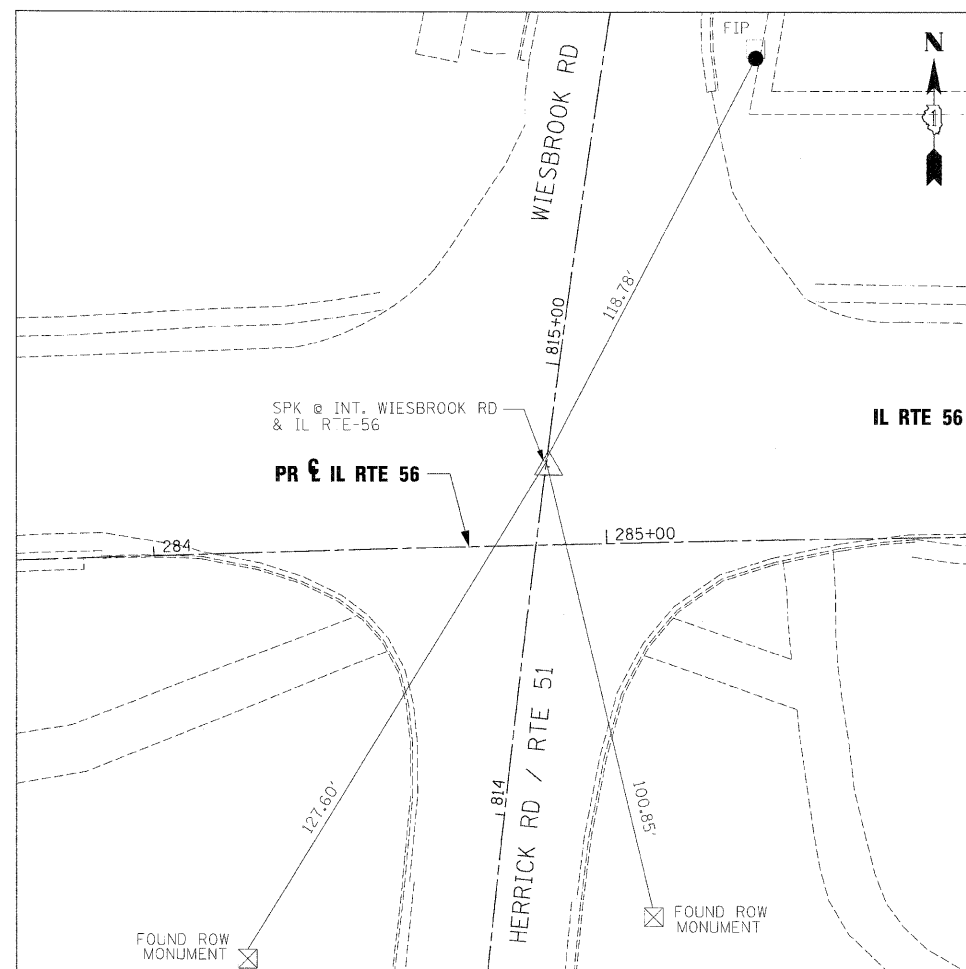 FIP
N
WIESBROOK RD
118.78'
815+00
SPK @ INT. WIESBROOK RD
& IL RTE-56
IL RTE 56
PR ℄ IL RTE 56
284
285+00
HERRICK RD / RTE 51
814
127.60'
100.85'
FOUND ROW
MONUMENT
FOUND ROW
MONUMENT